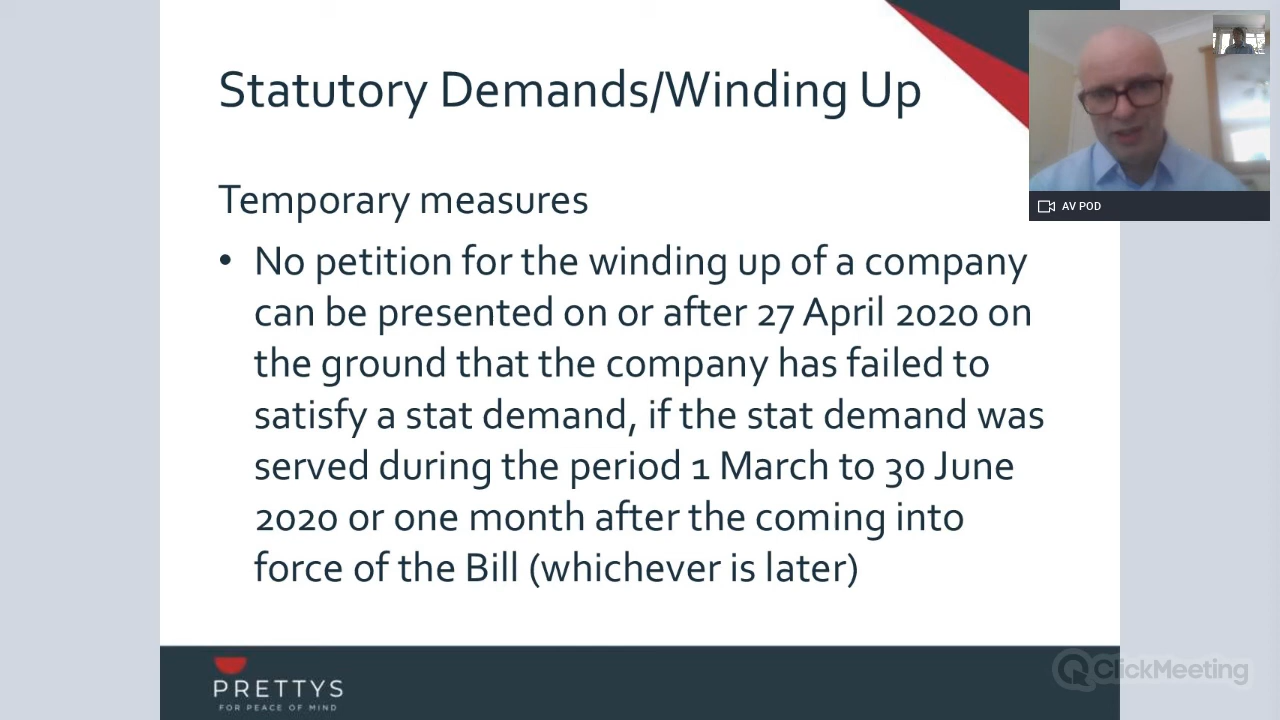 Statutory Demands/Winding Up
AV POD
Temporary measures
• No petition for the winding up of a company
can be presented on or after 27 April 2020 on
the ground that the company has failed to
satisfy a stat demand, if the stat demand was
served during the period 1 March to 30 June
2020 or one month after the coming into
force of the Bill (whichever is later)
PRETTYS
FOR PEACE OF MIND
ClickMeeting